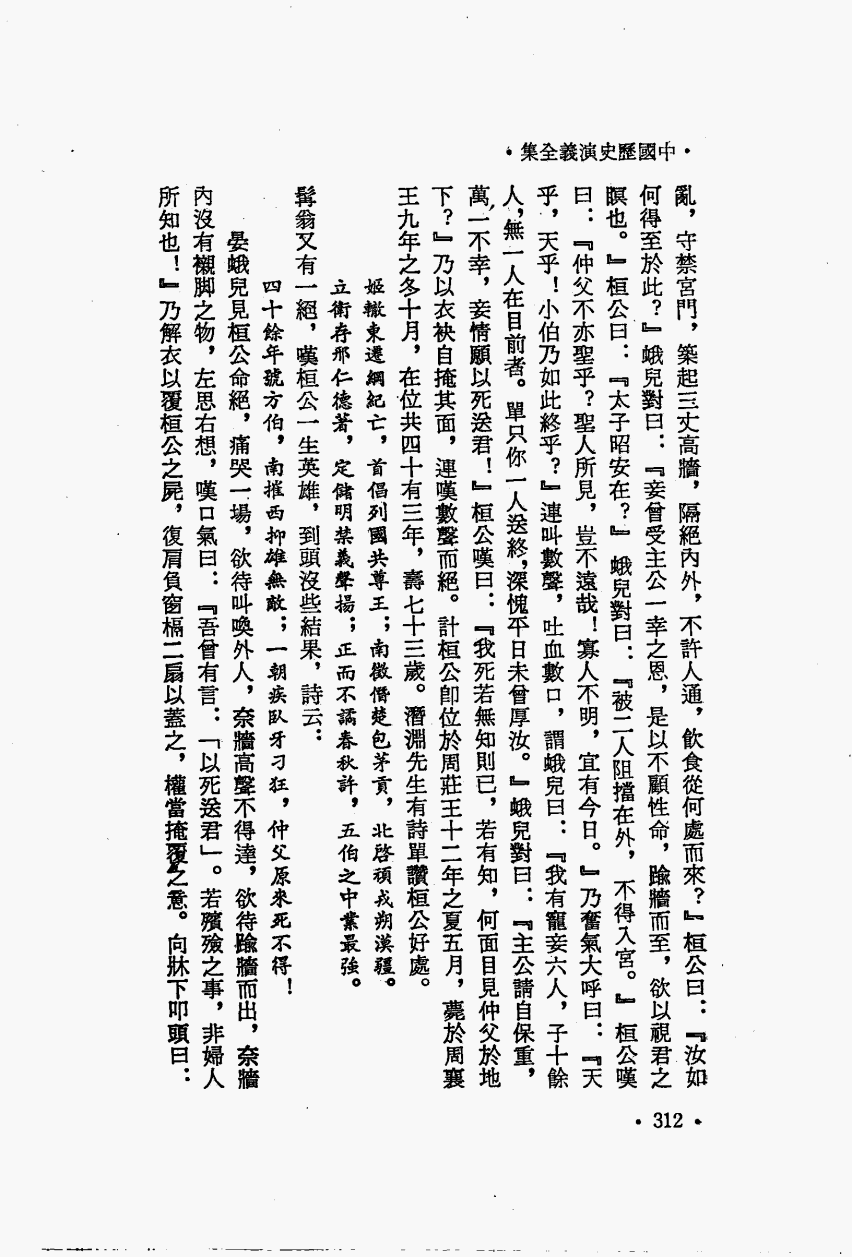 •中國歷史演義全集•
亂，守禁宮門，築起三丈高牆，隔絕內外，不許人通，飲食從何處而來？』桓公曰：『汝如
何得至於此？』蛾兒對曰：『妾曾受主公一幸之恩，是以不顧性命，踰牆而至，欲以視君之
瞑也。』桓公曰：『太子昭安在？』蛾兒對曰：『被二人阻擋在外，不得入宮。』桓公嘆
曰：『仲父不亦聖乎？聖人所見，豈不遠哉！寡人不明，宜有今日。』乃奮氣大呼曰：『天
乎，天乎！小伯乃如此終乎？』連叫數聲，吐血數口，謂蛾兒曰：『我有寵妾六人，子十餘
人，無一人在目前者。單只你一人送終，深愧平日未曾厚汝。』蛾兒對曰：『主公請自保重，
萬一不幸，妾情願以死送君！』桓公嘆曰：『我死若無知則已，若有知，何面目見仲父於地
下？』乃以衣袂自掩其面，連嘆數聲而絕。計桓公卽位於周莊王十二年之夏五月，薨於周襄
王九年之冬十月，在位共四十有三年，壽七十三歲。潛淵先生有詩單讚桓公好處。
姬轍東遷綱紀亡，首倡列國共尊王；南徵僭楚包茅貢，北啓頑戎朔漠疆。
立衛存邢仁德著，定儲明禁義聲揚；正而不譎春秋許，五伯之中業最強。
髯翁又有一絕，嘆桓公一生英雄，到頭沒些結果，詩云：
四十餘年號方伯，南摧西抑雄無敵；一朝疾臥牙刁狂，仲父原來死不得！
晏蛾兒見桓公命絕，痛哭一場，欲待叫喚外人，奈牆高聲不得達，欲待踰牆而出，奈牆
內沒有襯脚之物，左思右想，嘆口氣曰：『吾曾有言：「以死送君」。若殯殮之事，非婦人
所知也！』乃解衣以覆桓公之屍，復肩負窗槅二扇以蓋之，權當掩覆之意。向牀下叩頭曰：
•312•